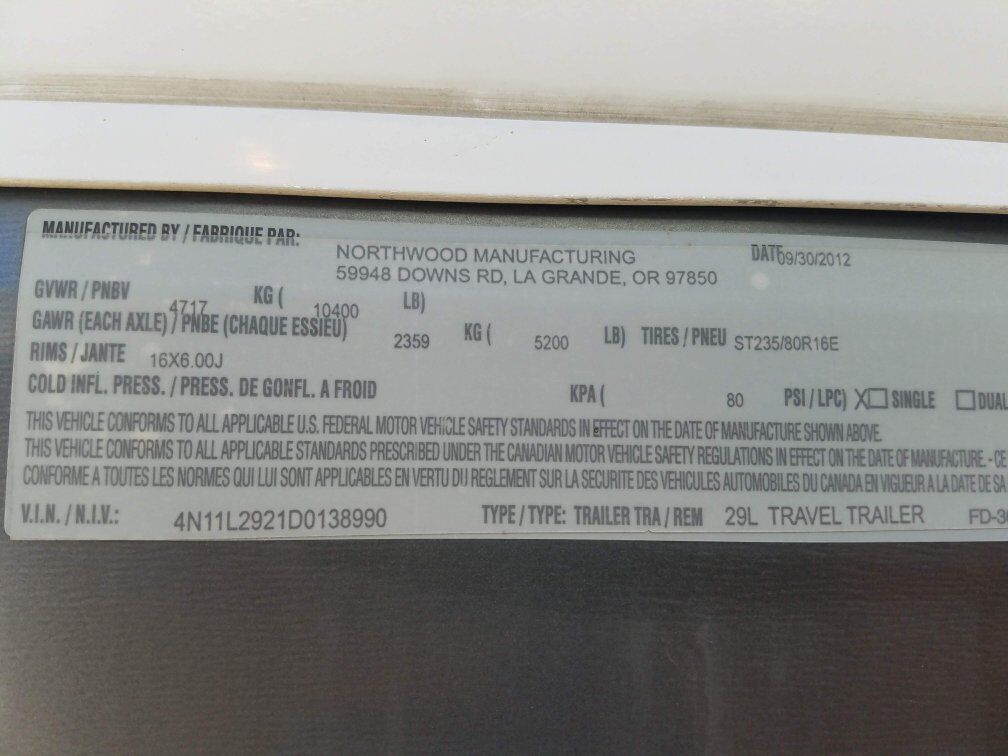 MANUFACTURED BY / FABRIQUE PAR:
NORTHWOOD MANUFACTURING DATE 09/30/2012
59948 DOWNS RD, LA GRANDE, OR 97850
GVWR / PNBV 4717 KG ( 10400 LB)
GAWR (EACH AXLE) / PNBE (CHAQUE ESSIEU) 2359 KG ( 5200 LB) TIRES / PNEU ST235/80R16E
RIMS / JANTE 16X6.00J
COLD INFL. PRESS. / PRESS. DE GONFL. A FROID KPA ( 80 PSI / LPC) X☐ SINGLE ☐ DUAL
THIS VEHICLE CONFORMS TO ALL APPLICABLE U.S. FEDERAL MOTOR VEHICLE SAFETY STANDARDS IN EFFECT ON THE DATE OF MANUFACTURE SHOWN ABOVE.
THIS VEHICLE CONFORMS TO ALL APPLICABLE STANDARDS PRESCRIBED UNDER THE CANADIAN MOTOR VEHICLE SAFETY REGULATIONS IN EFFECT ON THE DATE OF MANUFACTURE. - CE
CONFORME A TOUTES LES NORMES QUI LUI SONT APPLICABLES EN VERTU DU REGLEMENT SUR LA SECURITE DES VEHICULES AUTOMOBILES DU CANADA EN VIGUEUR A LA DATE DE SA
V.I.N. / N.I.V.: 4N11L2921D0138990 TYPE / TYPE: TRAILER TRA / REM 29L TRAVEL TRAILER FD-30